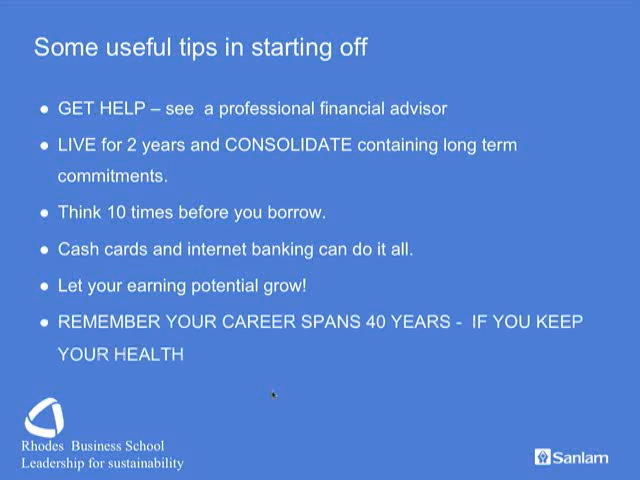 Some useful tips in starting off
● GET HELP – see  a professional financial advisor
● LIVE for 2 years and CONSOLIDATE containing long term
commitments.
● Think 10 times before you borrow.
● Cash cards and internet banking can do it all.
● Let your earning potential grow!
● REMEMBER YOUR CAREER SPANS 40 YEARS -  IF YOU KEEP
YOUR HEALTH
Rhodes  Business School
Leadership for sustainability
Sanlam